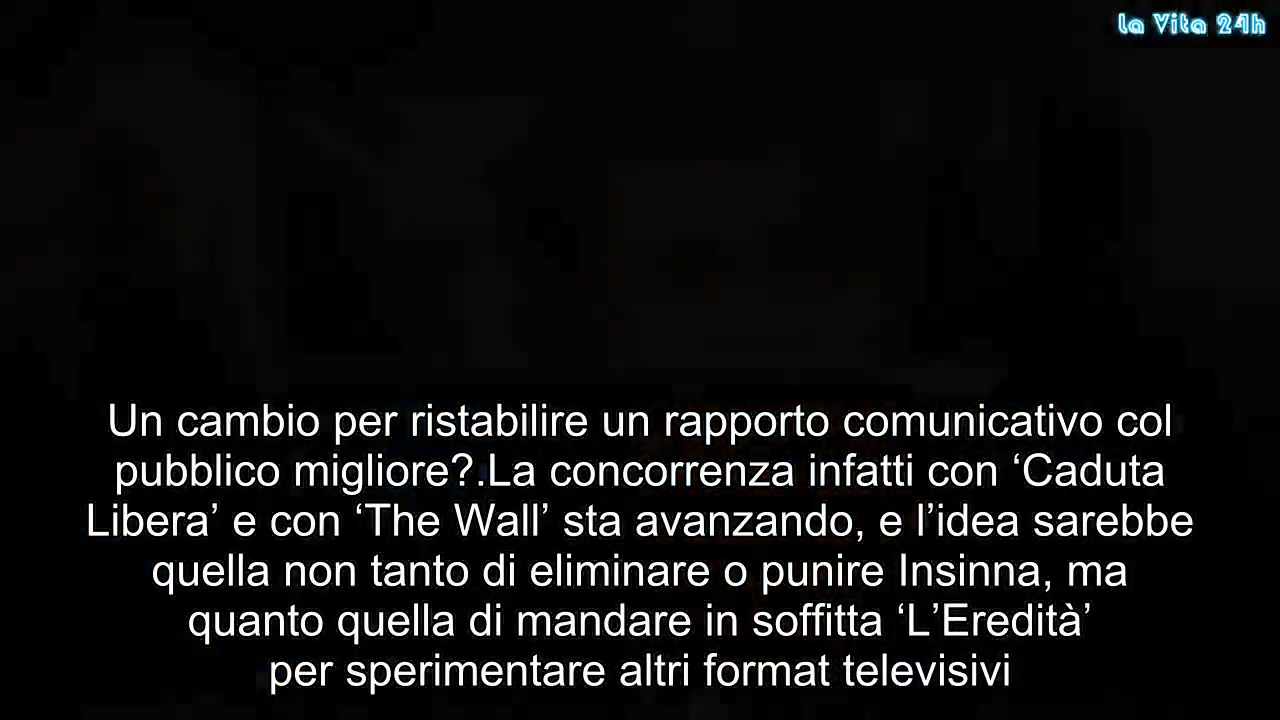 la Vita 24h
Un cambio per ristabilire un rapporto comunicativo col
pubblico migliore?.La concorrenza infatti con ‘Caduta
Libera’ e con ‘The Wall’ sta avanzando, e l’idea sarebbe
quella non tanto di eliminare o punire Insinna, ma
quanto quella di mandare in soffitta ‘L’Eredità’
per sperimentare altri format televisivi